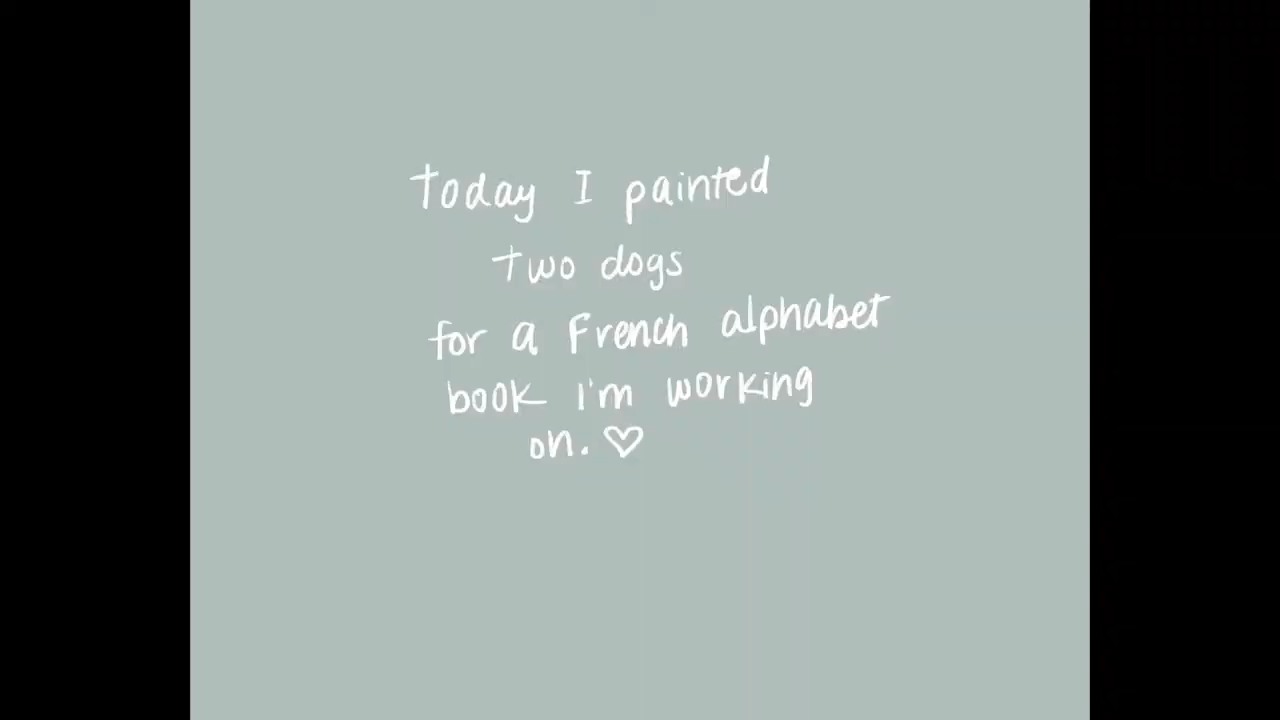 today I painted
two dogs
for a French alphabet
book I'm working
on. ♡